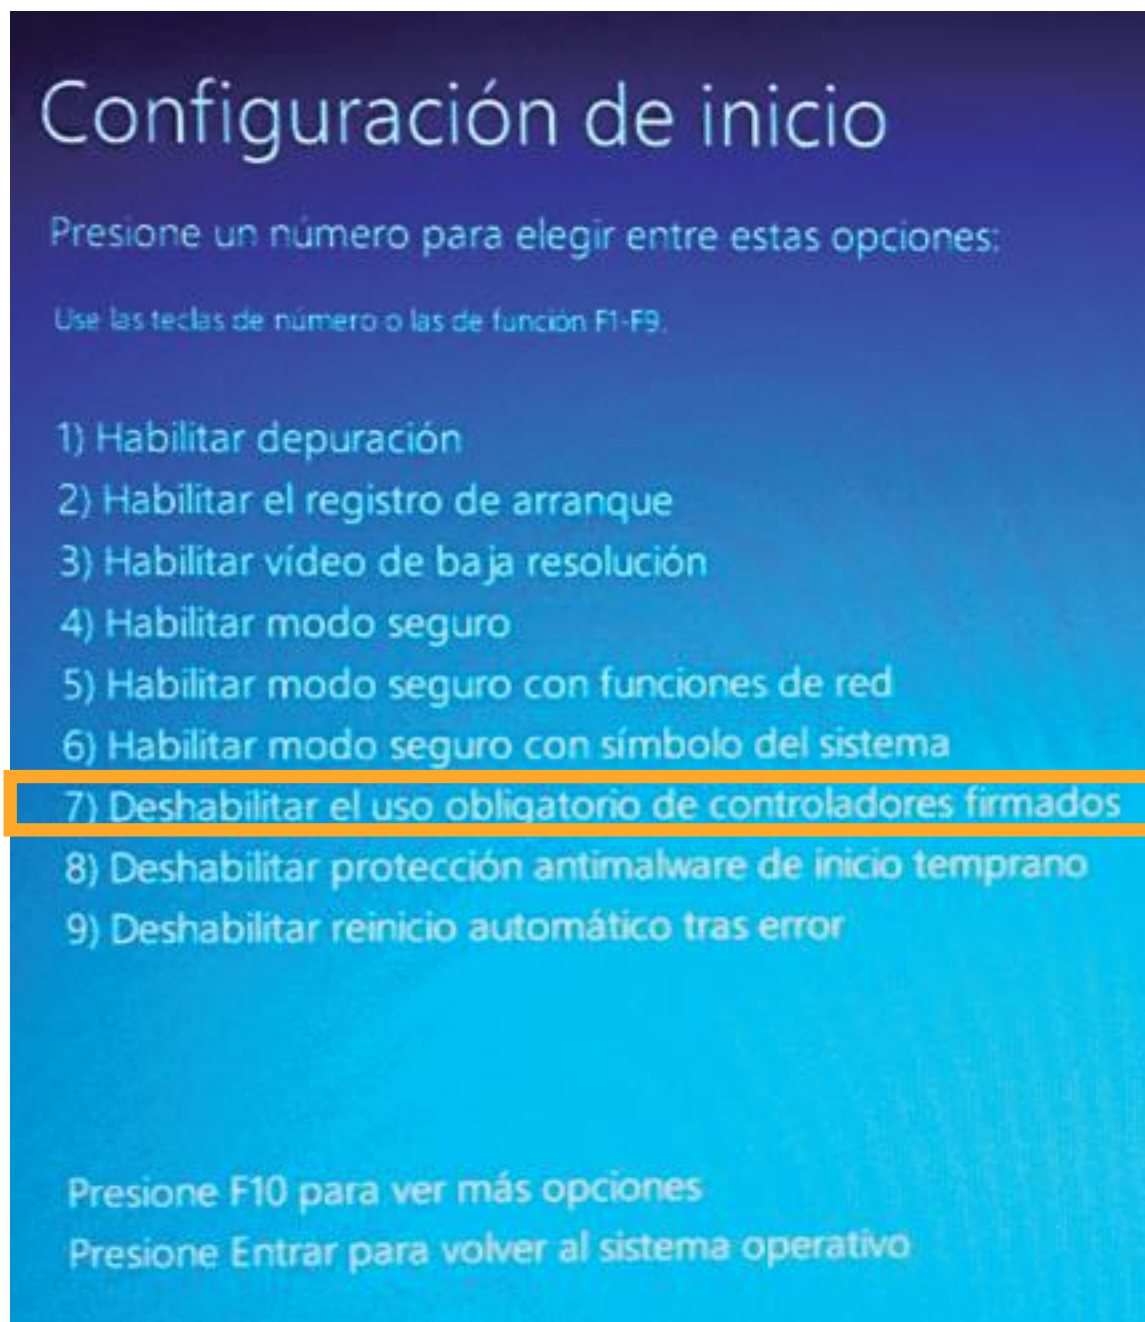 Configuración de inicio
Presione un número para elegir entre estas opciones:
Use las teclas de número o las de función F1-F9.
1) Habilitar depuración
2) Habilitar el registro de arranque
3) Habilitar vídeo de baja resolución
4) Habilitar modo seguro
5) Habilitar modo seguro con funciones de red
6) Habilitar modo seguro con símbolo del sistema
7) Deshabilitar el uso obligatorio de controladores firmados
8) Deshabilitar protección antimalware de inicio temprano
9) Deshabilitar reinicio automático tras error
Presione F10 para ver más opciones
Presione Entrar para volver al sistema operativo